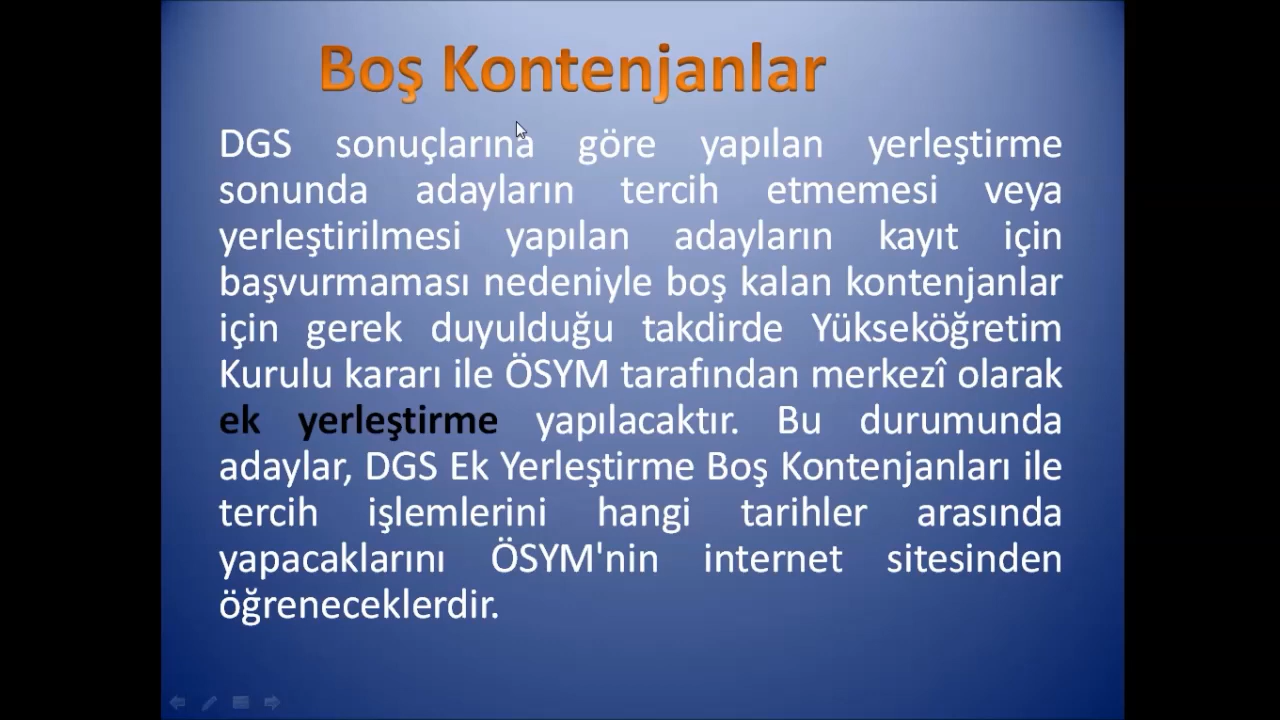 Boş Kontenjanlar
DGS sonuçlarına göre yapılan yerleştirme
sonunda adayların tercih etmemesi veya
yerleştirilmesi yapılan adayların kayıt için
başvurmaması nedeniyle boş kalan kontenjanlar
için gerek duyulduğu takdirde Yükseköğretim
Kurulu kararı ile ÖSYM tarafından merkezî olarak
ek yerleştirme yapılacaktır. Bu durumunda
adaylar, DGS Ek Yerleştirme Boş Kontenjanları ile
tercih işlemlerini hangi tarihler arasında
yapacaklarını ÖSYM'nin internet sitesinden
öğreneceklerdir.